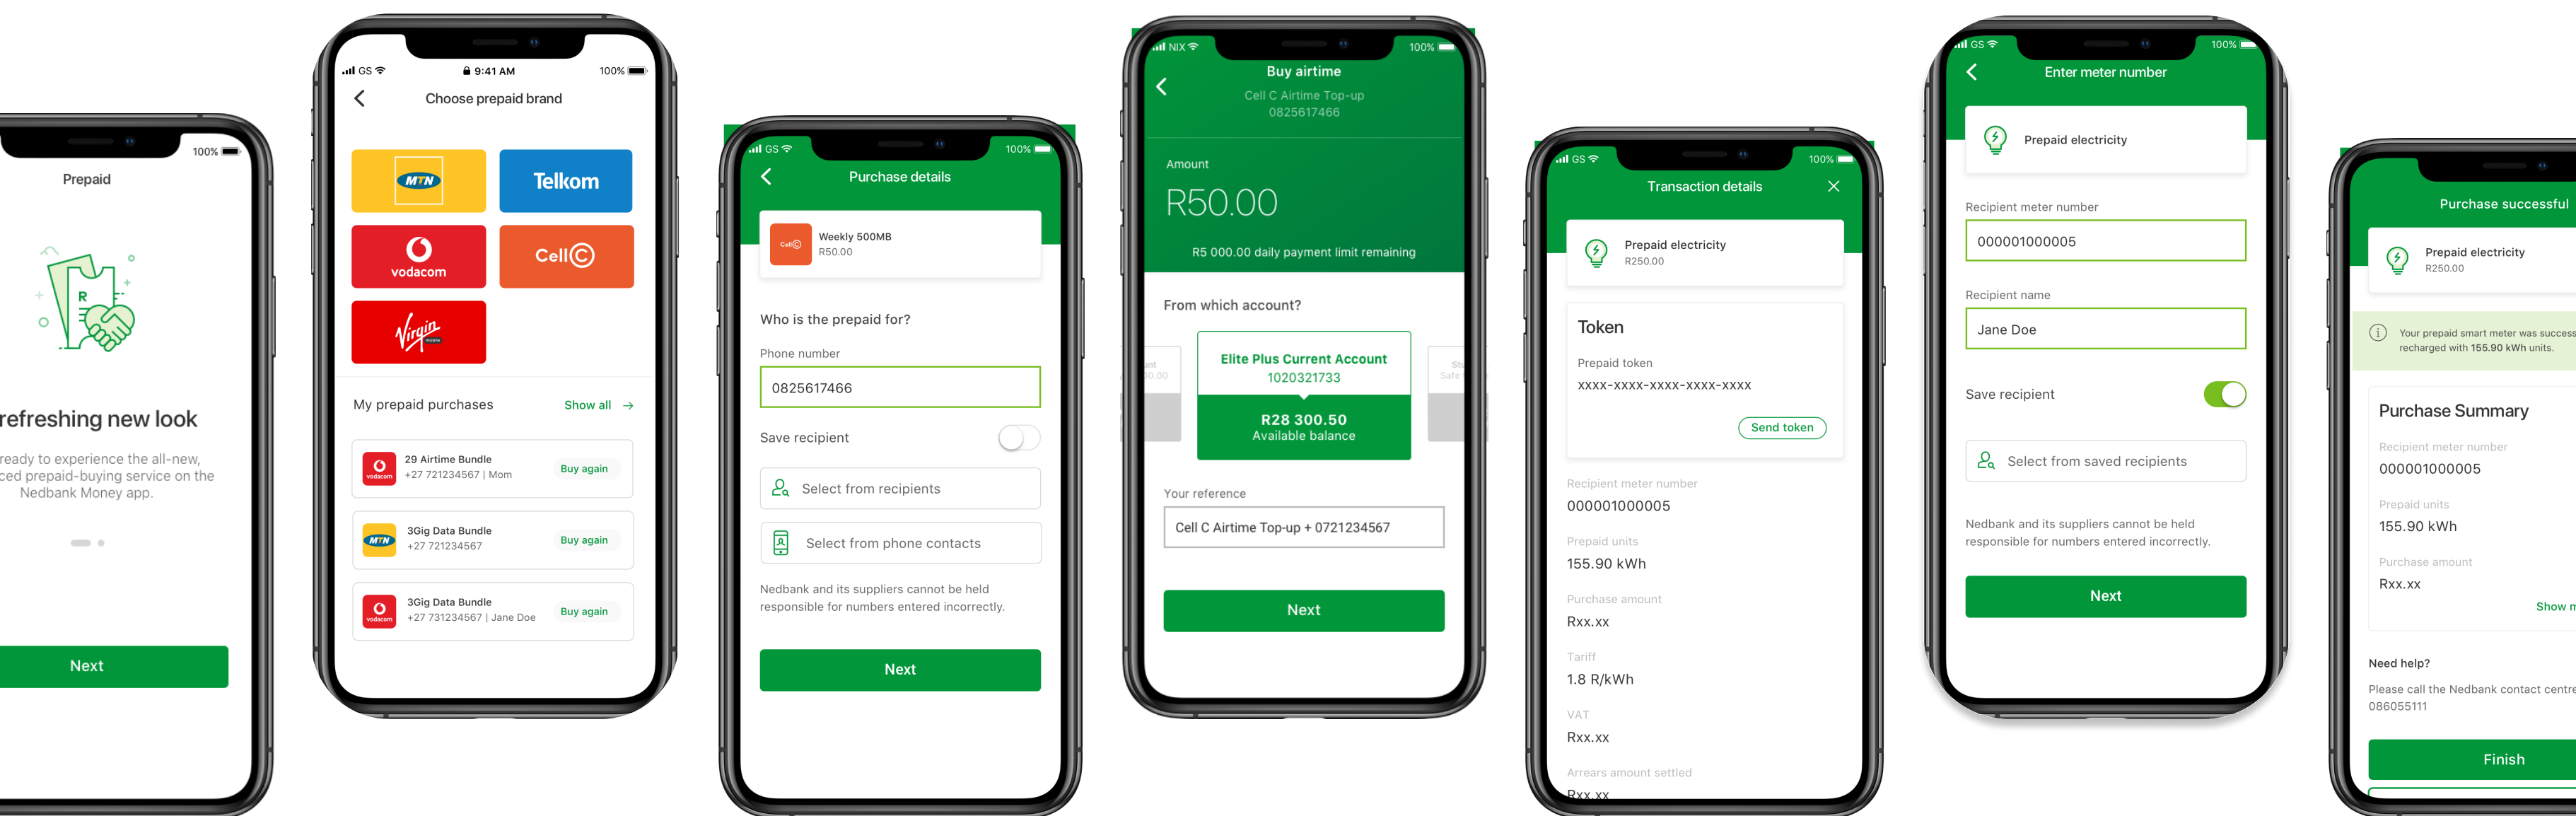 100%
Prepaid
R
refreshing new look
ready to experience the all-new,
ced prepaid-buying service on the
Nedbank Money app.
Next
GS
9:41 AM
100%
Choose prepaid brand
MTN
Telkom
vodacom
Cell C
Virgin
mobile
My prepaid purchases
Show all →
vodacom
29 Airtime Bundle
+27 721234567 | Mom
Buy again
MTN
3Gig Data Bundle
+27 721234567
Buy again
vodacom
3Gig Data Bundle
+27 731234567 | Jane Doe
Buy again
GS
100%
Purchase details
Cell C
Weekly 500MB
R50.00
Who is the prepaid for?
Phone number
0825617466
Save recipient
Select from recipients
Select from phone contacts
Nedbank and its suppliers cannot be held
responsible for numbers entered incorrectly.
Next
NIX
100%
Buy airtime
Cell C Airtime Top-up
0825617466
Amount
R50.00
R5 000.00 daily payment limit remaining
From which account?
Elite Plus Current Account
1020321733
R28 300.50
Available balance
Your reference
Cell C Airtime Top-up + 0721234567
Next
GS
100%
Transaction details
Prepaid electricity
R250.00
Token
Prepaid token
xxxx-xxxx-xxxx-xxxx-xxxx
Send token
Recipient meter number
000001000005
Prepaid units
155.90 kWh
Purchase amount
Rxx.xx
Tariff
1.8 R/kWh
VAT
Rxx.xx
Arrears amount settled
Rxx.xx
GS
100%
Enter meter number
Prepaid electricity
Recipient meter number
000001000005
Recipient name
Jane Doe
Save recipient
Select from saved recipients
Nedbank and its suppliers cannot be held
responsible for numbers entered incorrectly.
Next
GS
Purchase successful
Prepaid electricity
R250.00
Your prepaid smart meter was success
recharged with 155.90 kWh units.
Purchase Summary
Recipient meter number
000001000005
Prepaid units
155.90 kWh
Purchase amount
Rxx.xx
Show m
Need help?
Please call the Nedbank contact centre
086055111
Finish